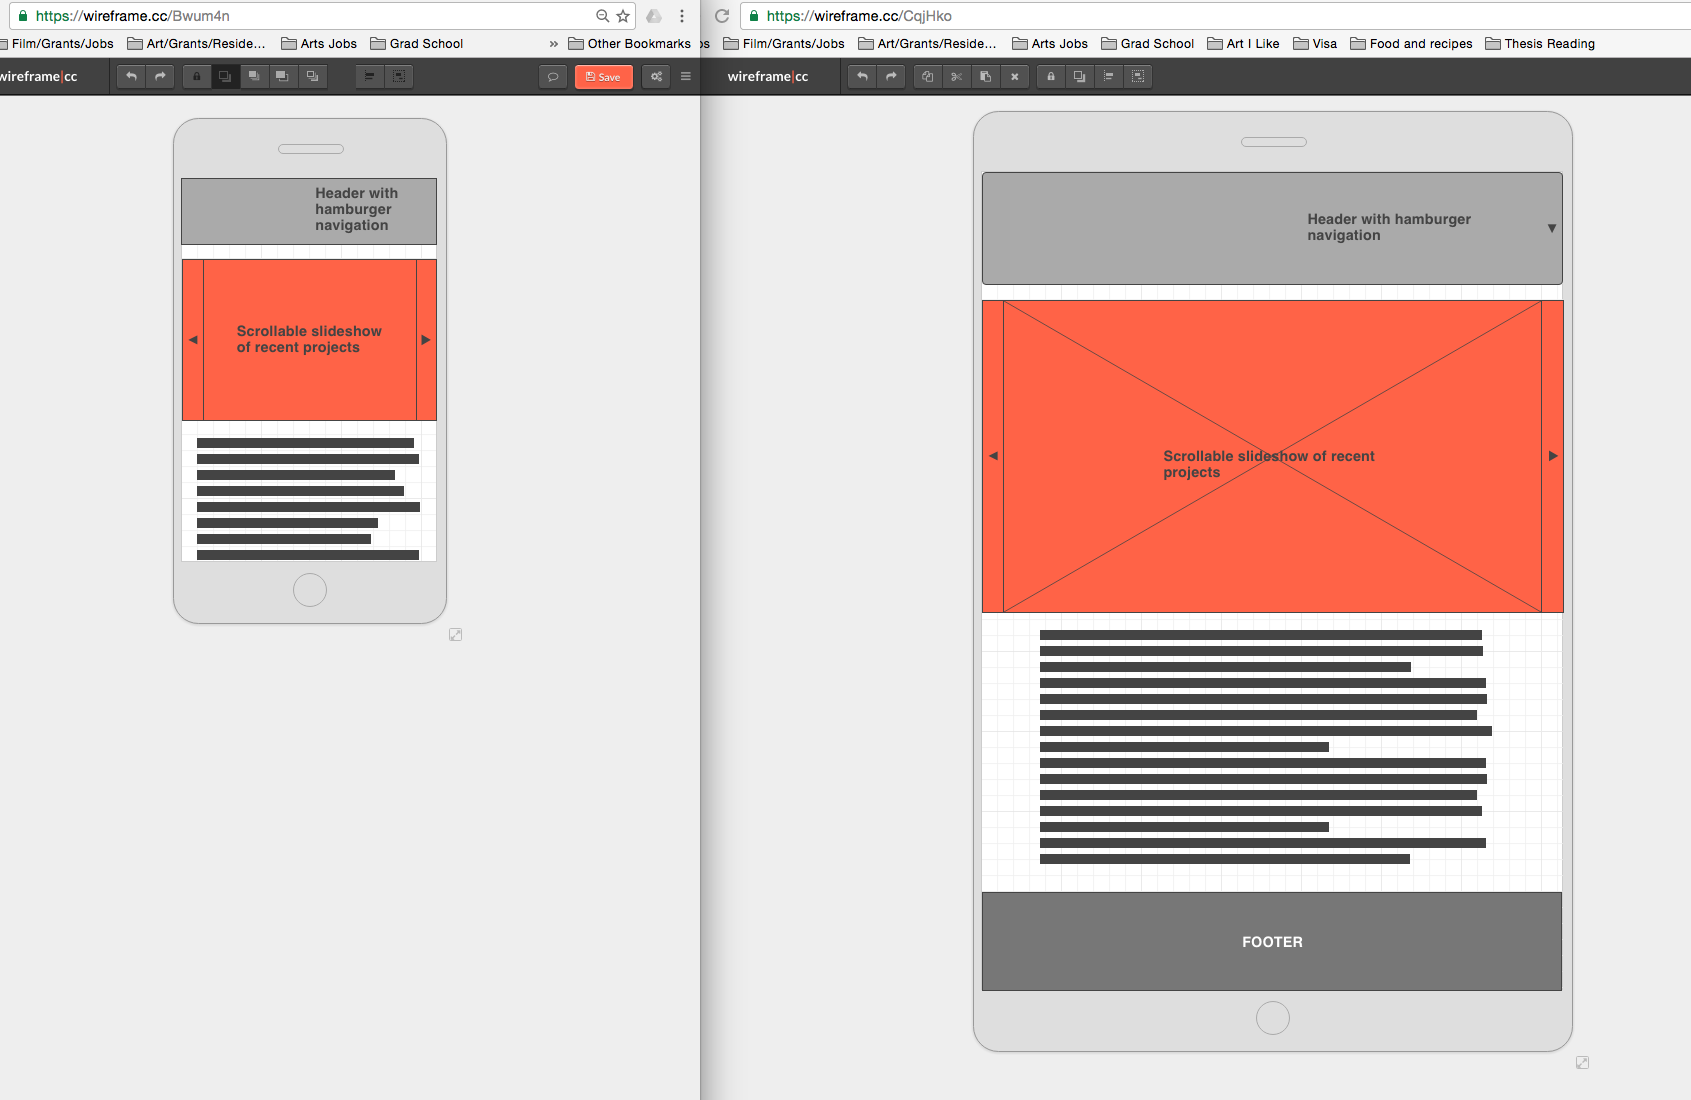 https://wireframe.cc/Bwum4n
Film/Grants/Jobs Art/Grants/Reside... Arts Jobs Grad School » Other Bookmarks
wireframe|cc
Save
Header with
hamburger
navigation
Scrollable slideshow
of recent projects
https://wireframe.cc/CqjHko
ps Film/Grants/Jobs Art/Grants/Reside... Arts Jobs Grad School Art I Like Visa Food and recipes Thesis Reading
wireframe|cc
Header with hamburger
navigation
Scrollable slideshow of recent
projects
FOOTER